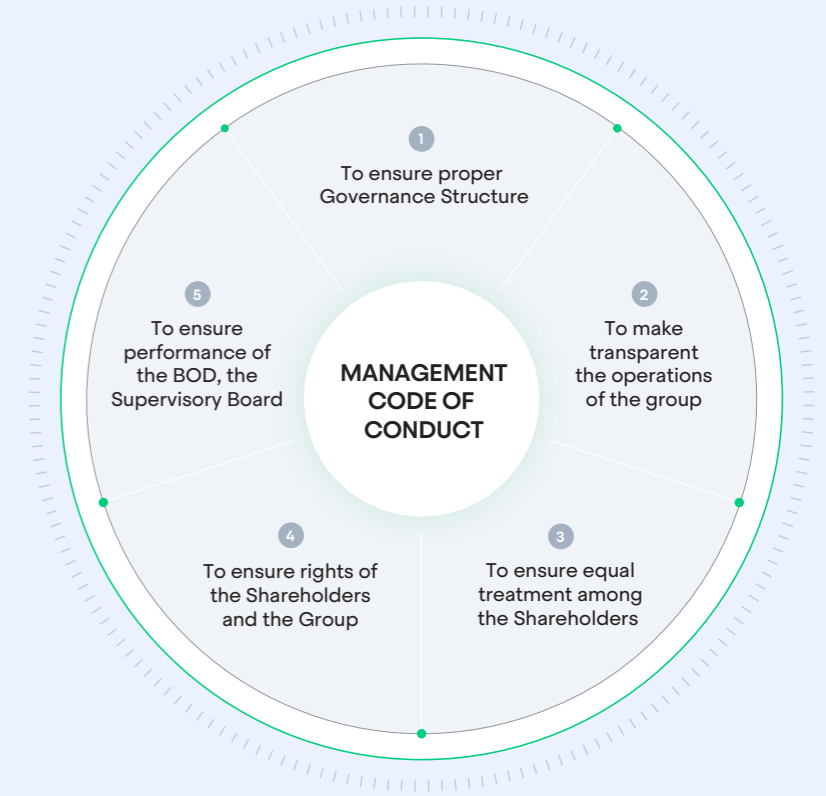 1
To ensure proper
Governance Structure
2
To make
transparent
the operations
of the group
3
To ensure equal
treatment among
the Shareholders
4
To ensure rights of
the Shareholders
and the Group
5
To ensure
performance of
the BOD, the
Supervisory Board
MANAGEMENT
CODE OF
CONDUCT